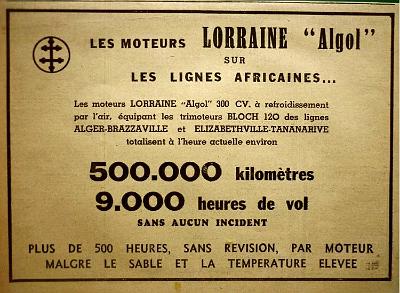 LES MOTEURS LORRAINE "Algol"
SUR
LES LIGNES AFRICAINES...
Les moteurs LORRAINE "Algol" 300 CV. à refroidissement
par l'air, équipant les trimoteurs BLOCH 120 des lignes
ALGER-BRAZZAVILLE et ELIZABETHVILLE-TANANARIVE
totalisent à l'heure actuelle environ
500.000 kilomètres
9.000 heures de vol
SANS AUCUN INCIDENT
PLUS DE 500 HEURES, SANS REVISION, PAR MOTEUR
MALGRE LE SABLE ET LA TEMPERATURE ELEVEE